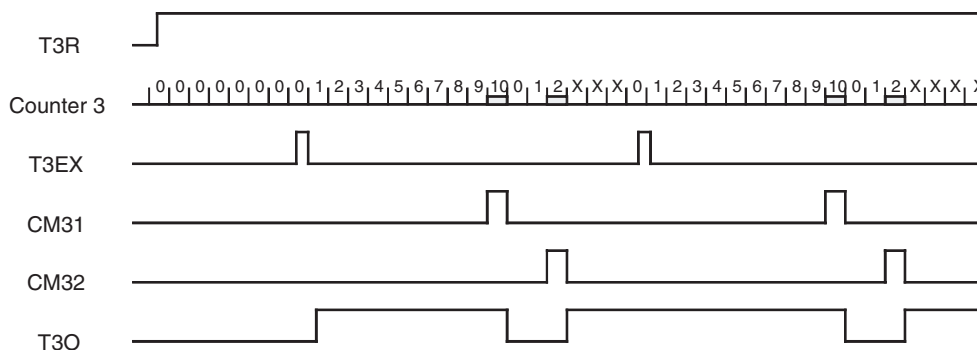 T3R
Counter 3 0 0 0 0 0 0 0 0 1 2 3 4 5 6 7 8 9 10 0 1 2 X X X 0 1 2 3 4 5 6 7 8 9 10 0 1 2 X X X X
T3EX
CM31
CM32
T3O